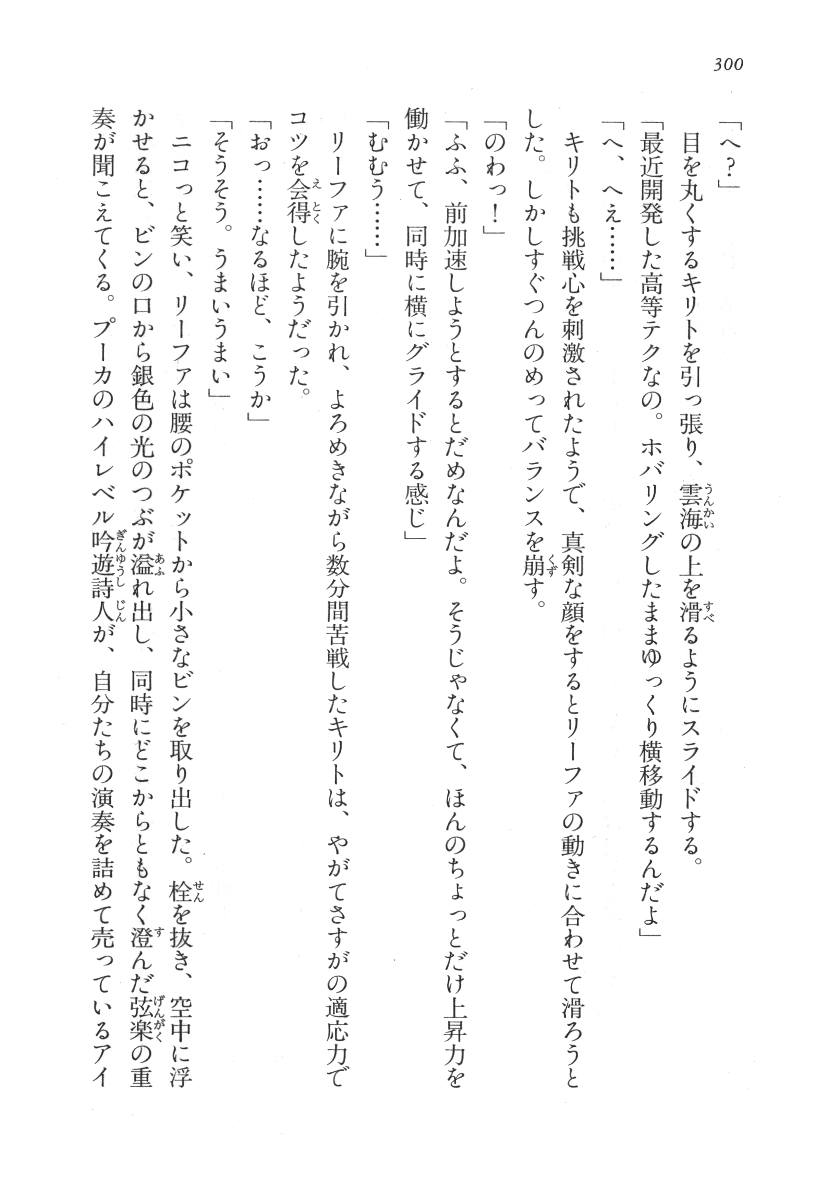 300
「へ？」
　目を丸くするキリトを引っ張り、雲海の上を滑るようにスライドする。
「最近開発した高等テクなの。ホバリングしたままゆっくり横移動するんだよ」
「へ、へえ……」
　キリトも挑戦心を刺激されたようで、真剣な顔をするとリーファの動きに合わせて滑ろうと
した。しかしすぐつんのめってバランスを崩す。
「のわっ！」
「ふふ、前加速しようとするとだめなんだよ。そうじゃなくて、ほんのちょっとだけ上昇力を
働かせて、同時に横にグライドする感じ」
「むむう……」
　リーファに腕を引かれ、よろめきながら数分間苦戦したキリトは、やがてさすがの適応力で
コツを会得したようだった。
「おっ……なるほど、こうか」
「そうそう。うまいうまい」
　ニコっと笑い、リーファは腰のポケットから小さなビンを取り出した。栓を抜き、空中に浮
かせると、ビンの口から銀色の光のつぶが溢れ出し、同時にどこからともなく澄んだ弦楽の重
奏が聞こえてくる。プーカのハイレベル吟遊詩人が、自分たちの演奏を詰めて売っているアイ